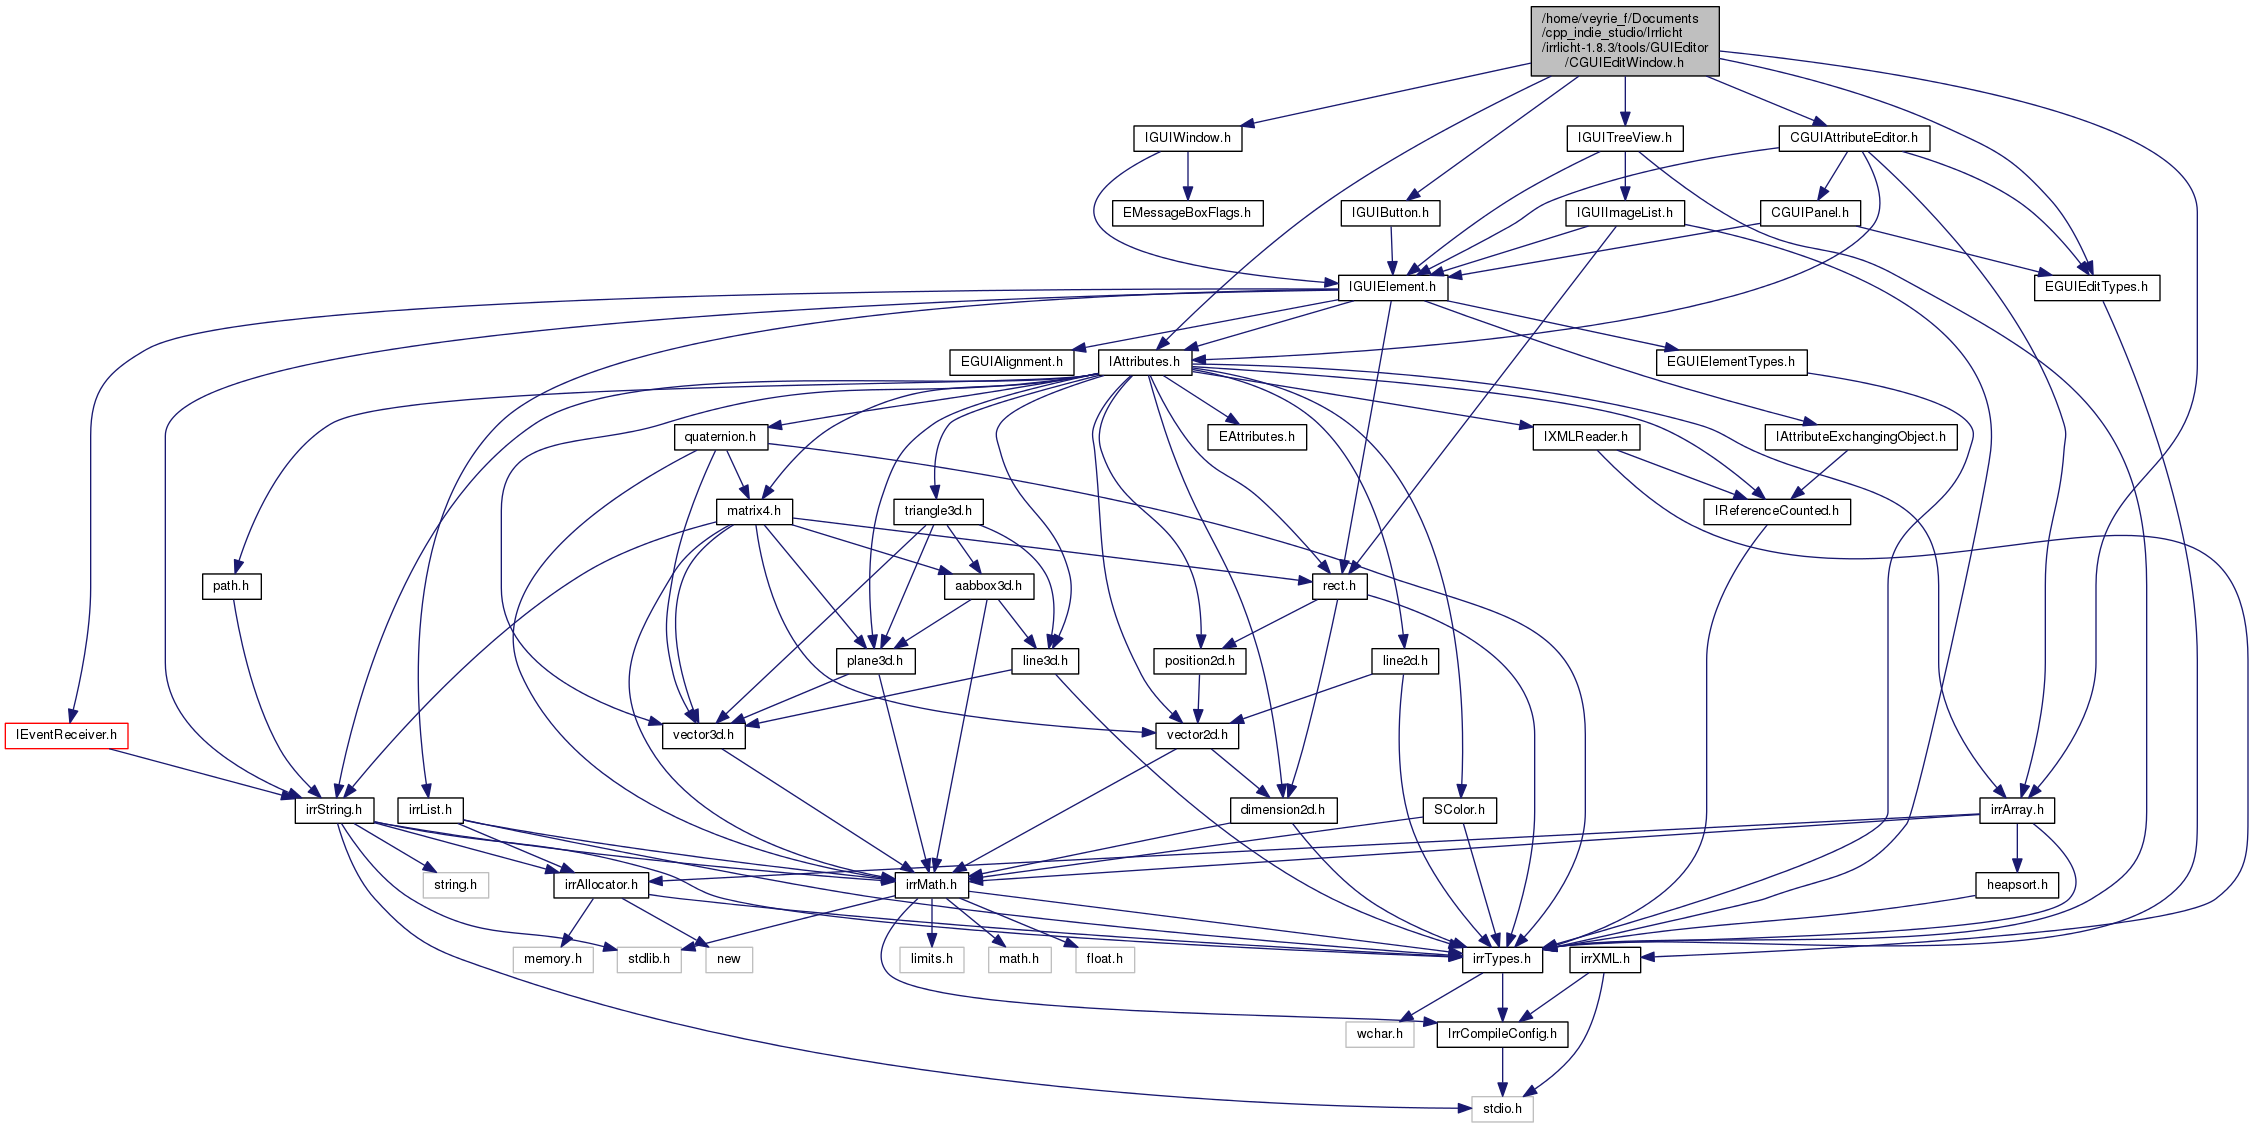 /home/veyrie_f/Documents
/cpp_indie_studio/Irrlicht
/irrlicht-1.8.3/tools/GUIEditor
/CGUIEditWindow.h
IGUIWindow.h
IGUITreeView.h
CGUIAttributeEditor.h
EMessageBoxFlags.h
IGUIButton.h
IGUIImageList.h
CGUIPanel.h
IGUIElement.h
EGUIEditTypes.h
EGUIAlignment.h
IAttributes.h
EGUIElementTypes.h
quaternion.h
EAttributes.h
IXMLReader.h
IAttributeExchangingObject.h
matrix4.h
triangle3d.h
IReferenceCounted.h
path.h
aabbox3d.h
rect.h
plane3d.h
line3d.h
position2d.h
line2d.h
IEventReceiver.h
vector3d.h
vector2d.h
irrString.h
irrList.h
dimension2d.h
SColor.h
irrArray.h
string.h
irrAllocator.h
irrMath.h
heapsort.h
memory.h
stdlib.h
new
limits.h
math.h
float.h
irrTypes.h
irrXML.h
wchar.h
IrrCompileConfig.h
stdio.h